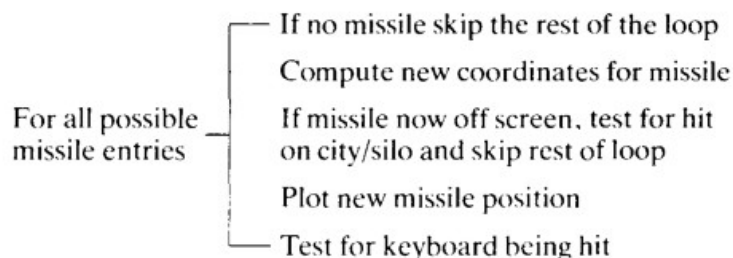 If no missile skip the rest of the loop
Compute new coordinates for missile
For all possible
missile entries
If missile now off screen, test for hit
on city/silo and skip rest of loop
Plot new missile position
Test for keyboard being hit